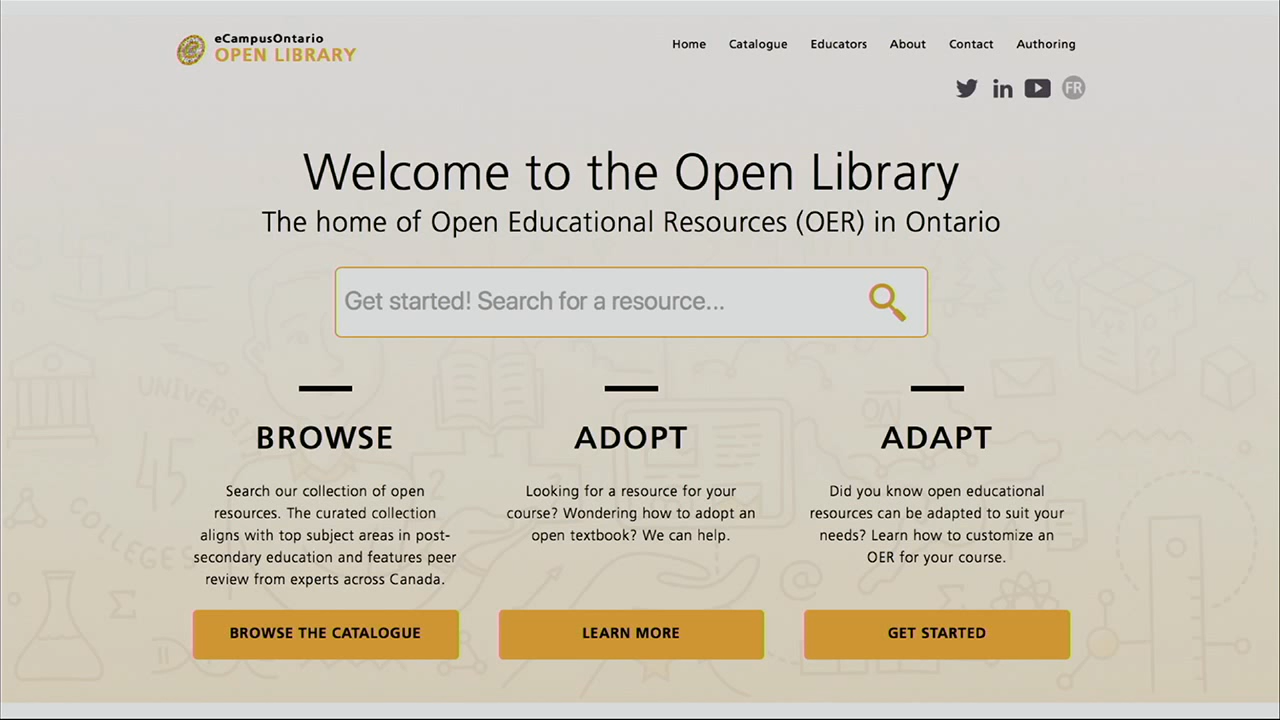 eCampusOntario
OPEN LIBRARY
Home Catalogue Educators About Contact Authoring
in FR
Welcome to the Open Library
The home of Open Educational Resources (OER) in Ontario
Get started! Search for a resource...
BROWSE
Search our collection of open
resources. The curated collection
aligns with top subject areas in post-
secondary education and features peer
review from experts across Canada.
BROWSE THE CATALOGUE
ADOPT
Looking for a resource for your
course? Wondering how to adopt an
open textbook? We can help.
LEARN MORE
ADAPT
Did you know open educational
resources can be adapted to suit your
needs? Learn how to customize an
OER for your course.
GET STARTED
45
COLLEGES
ON
2
@
Σ